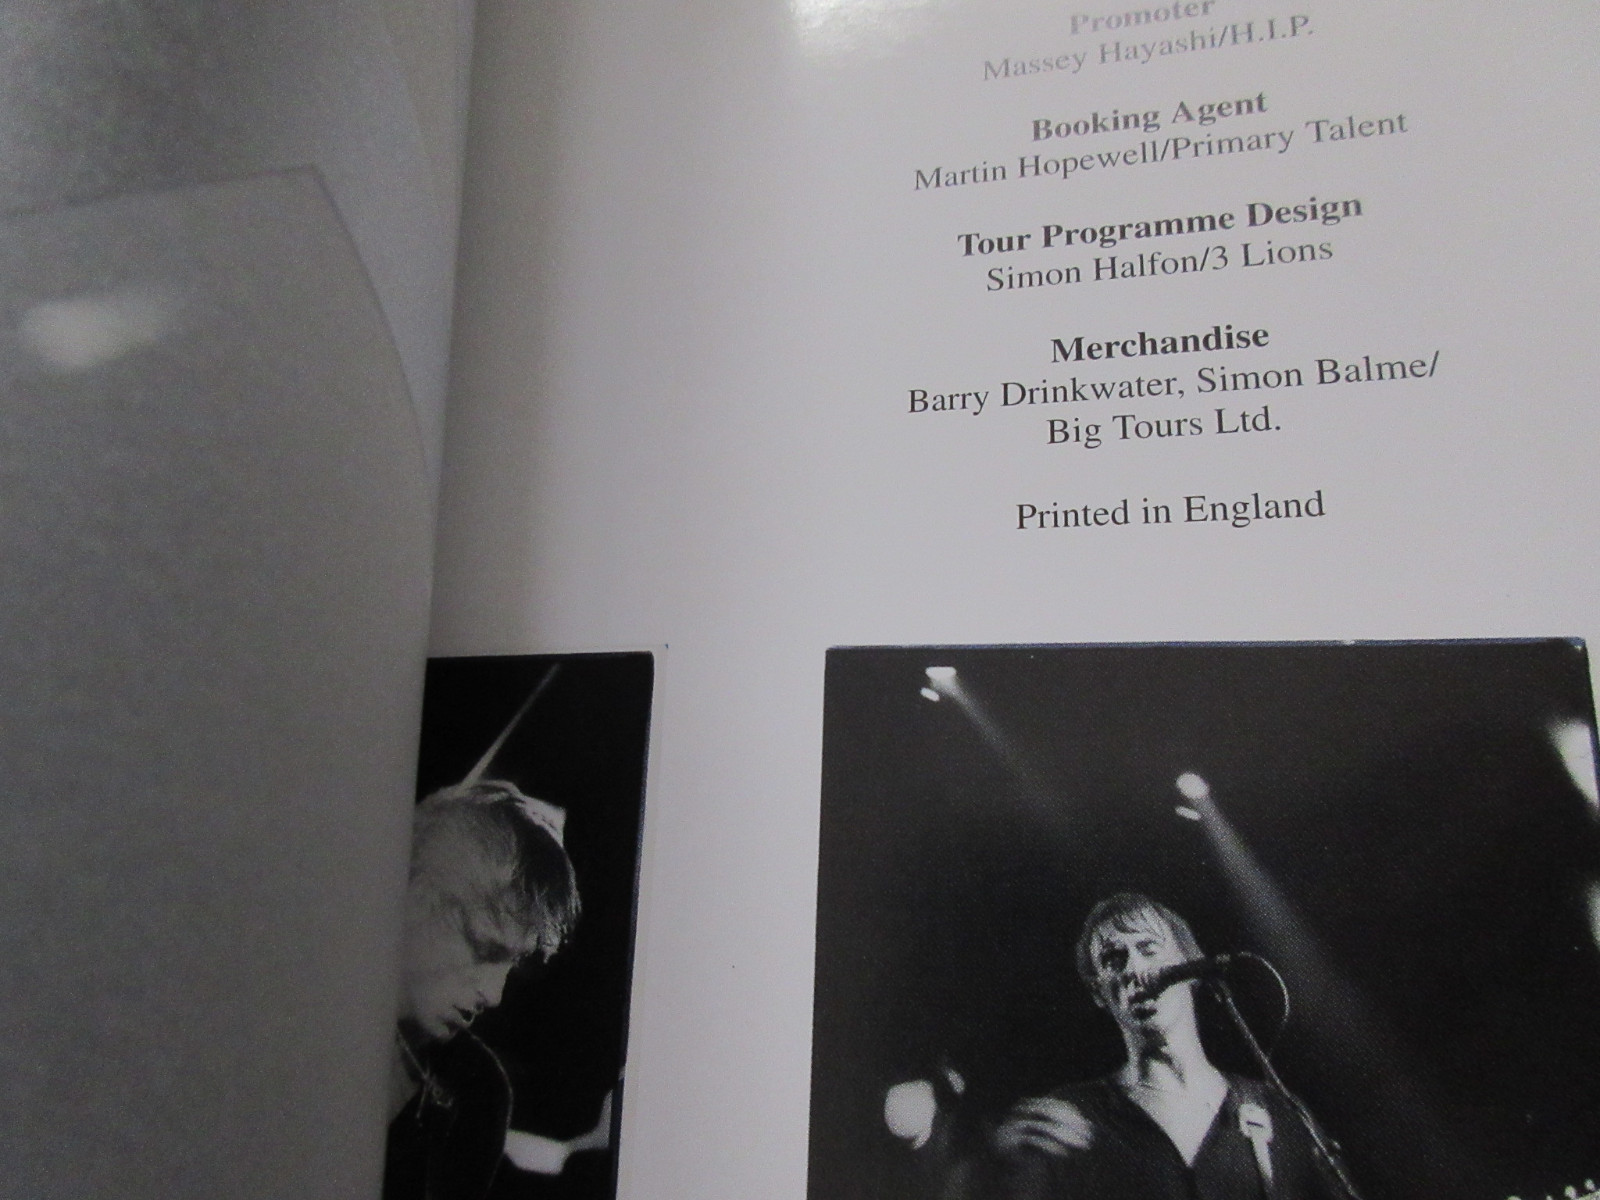 Promoter
Massey Hayashi/H.I.P.
Booking Agent
Martin Hopewell/Primary Talent
Tour Programme Design
Simon Halfon/3 Lions
Merchandise
Barry Drinkwater, Simon Balme/
Big Tours Ltd.
Printed in England